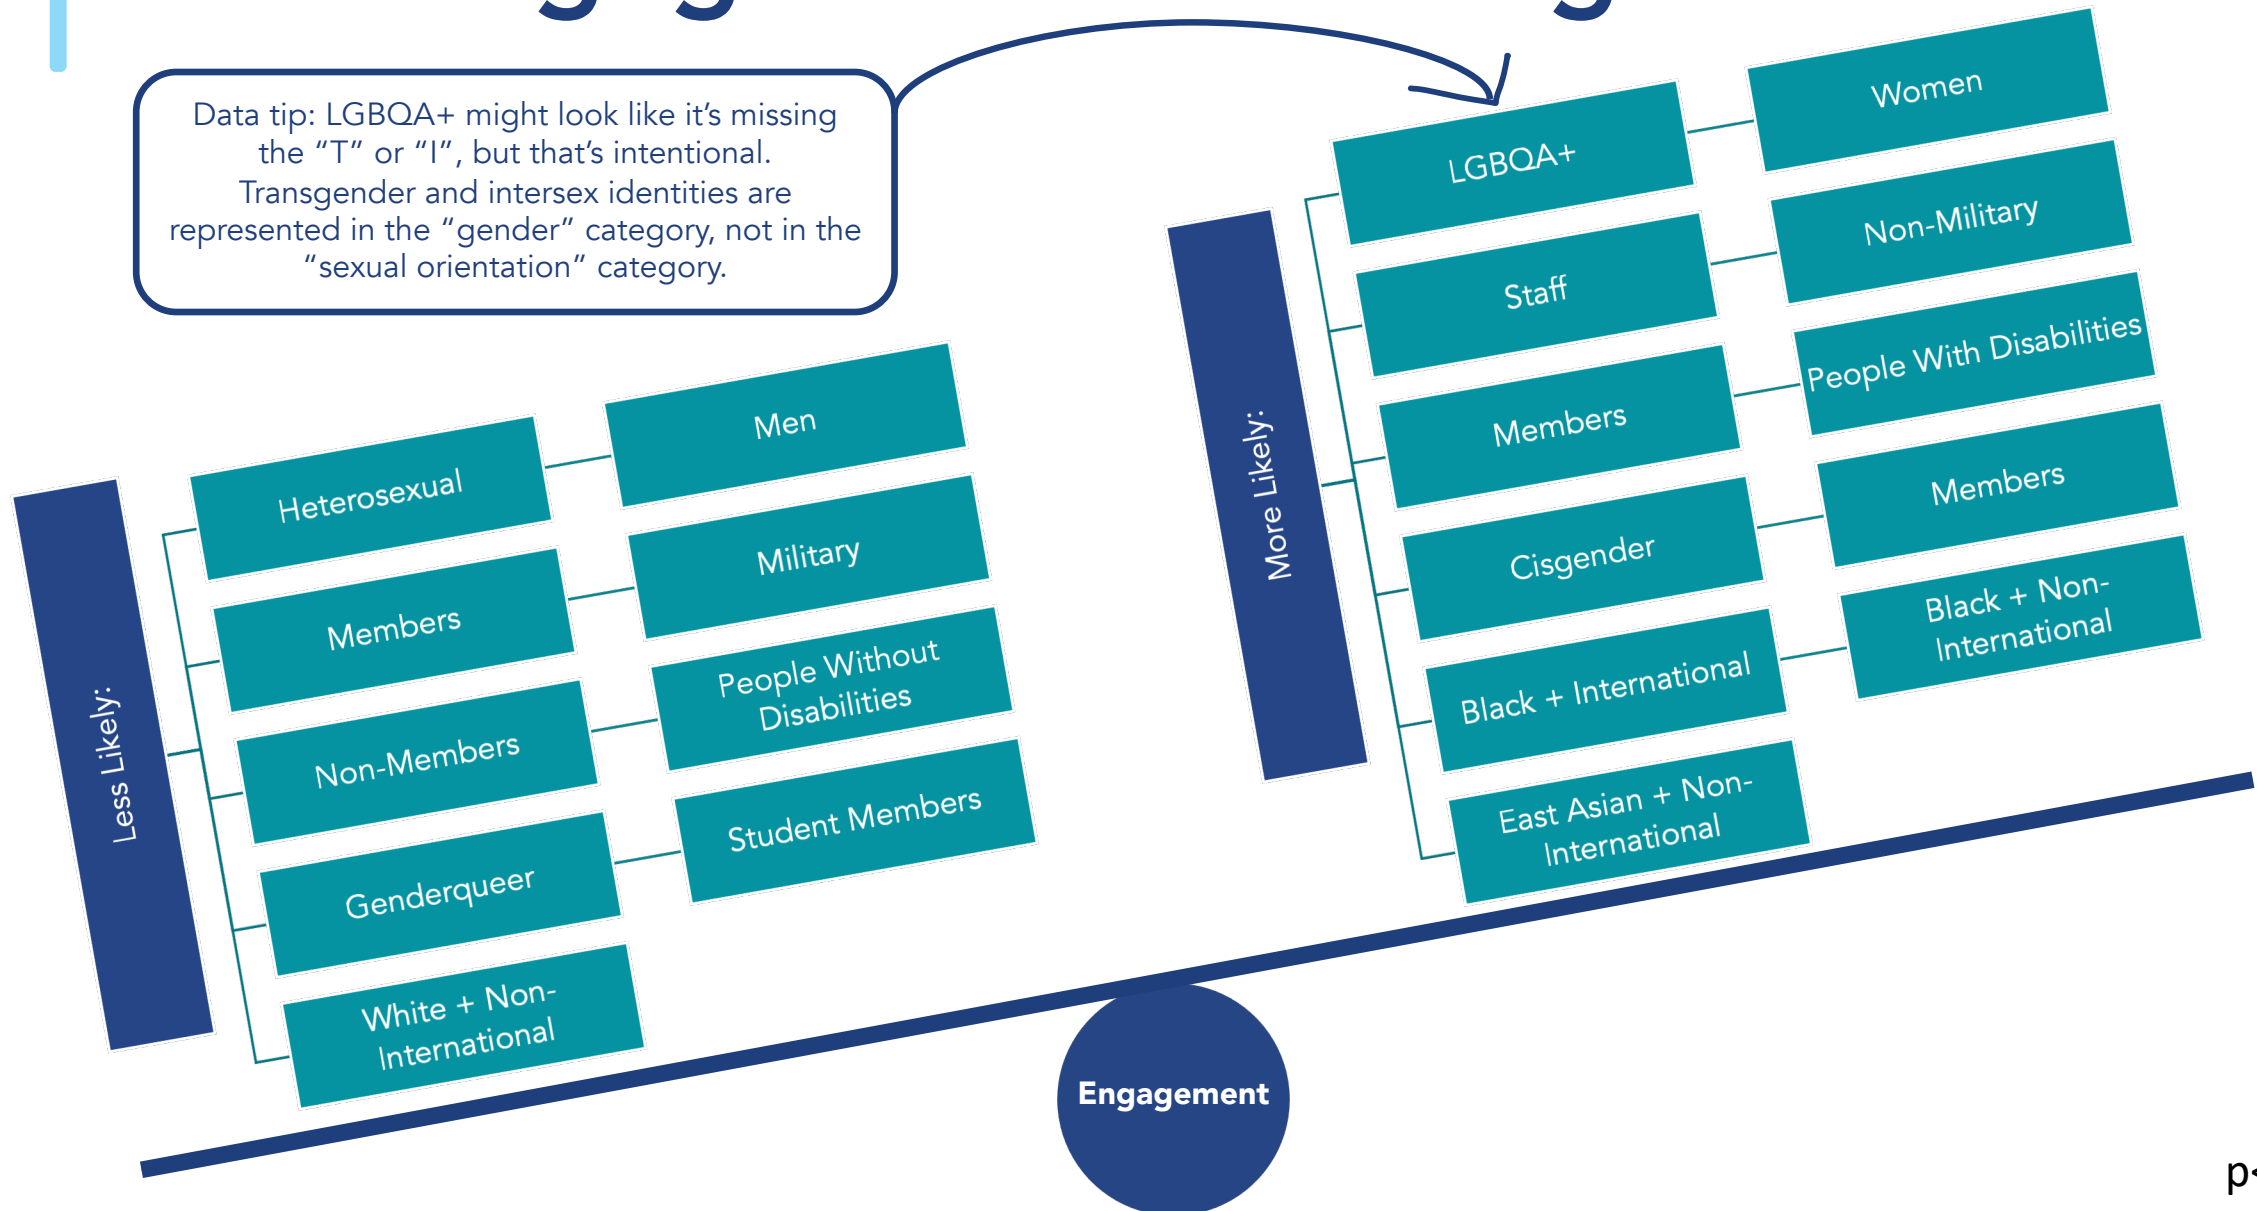 Data tip: LGBQA+ might look like it’s missing
the “T” or “I”, but that’s intentional.
Transgender and intersex identities are
represented in the “gender” category, not in the
“sexual orientation” category.
Less Likely:
Heterosexual
Men
Members
Military
Non-Members
People Without
Disabilities
Genderqueer
Student Members
White + Non-
International
More Likely:
LGBQA+
Women
Staff
Non-Military
Members
People With Disabilities
Cisgender
Members
Black + International
Black + Non-
International
East Asian + Non-
International
Engagement
p<